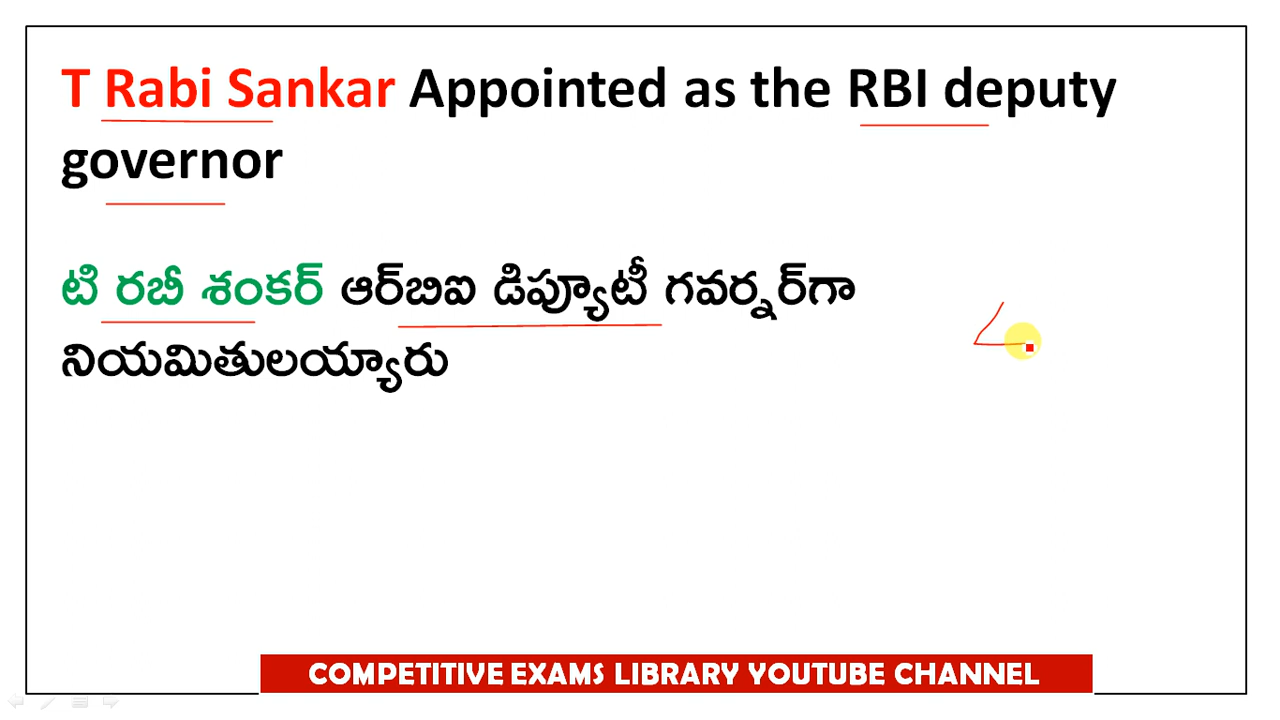 T Rabi Sankar Appointed as the RBI deputy
governor
టి రబీ శంకర్ ఆర్‌బిఐ డిప్యూటీ గవర్నర్‌గా
నియమితులయ్యారు
COMPETITIVE EXAMS LIBRARY YOUTUBE CHANNEL